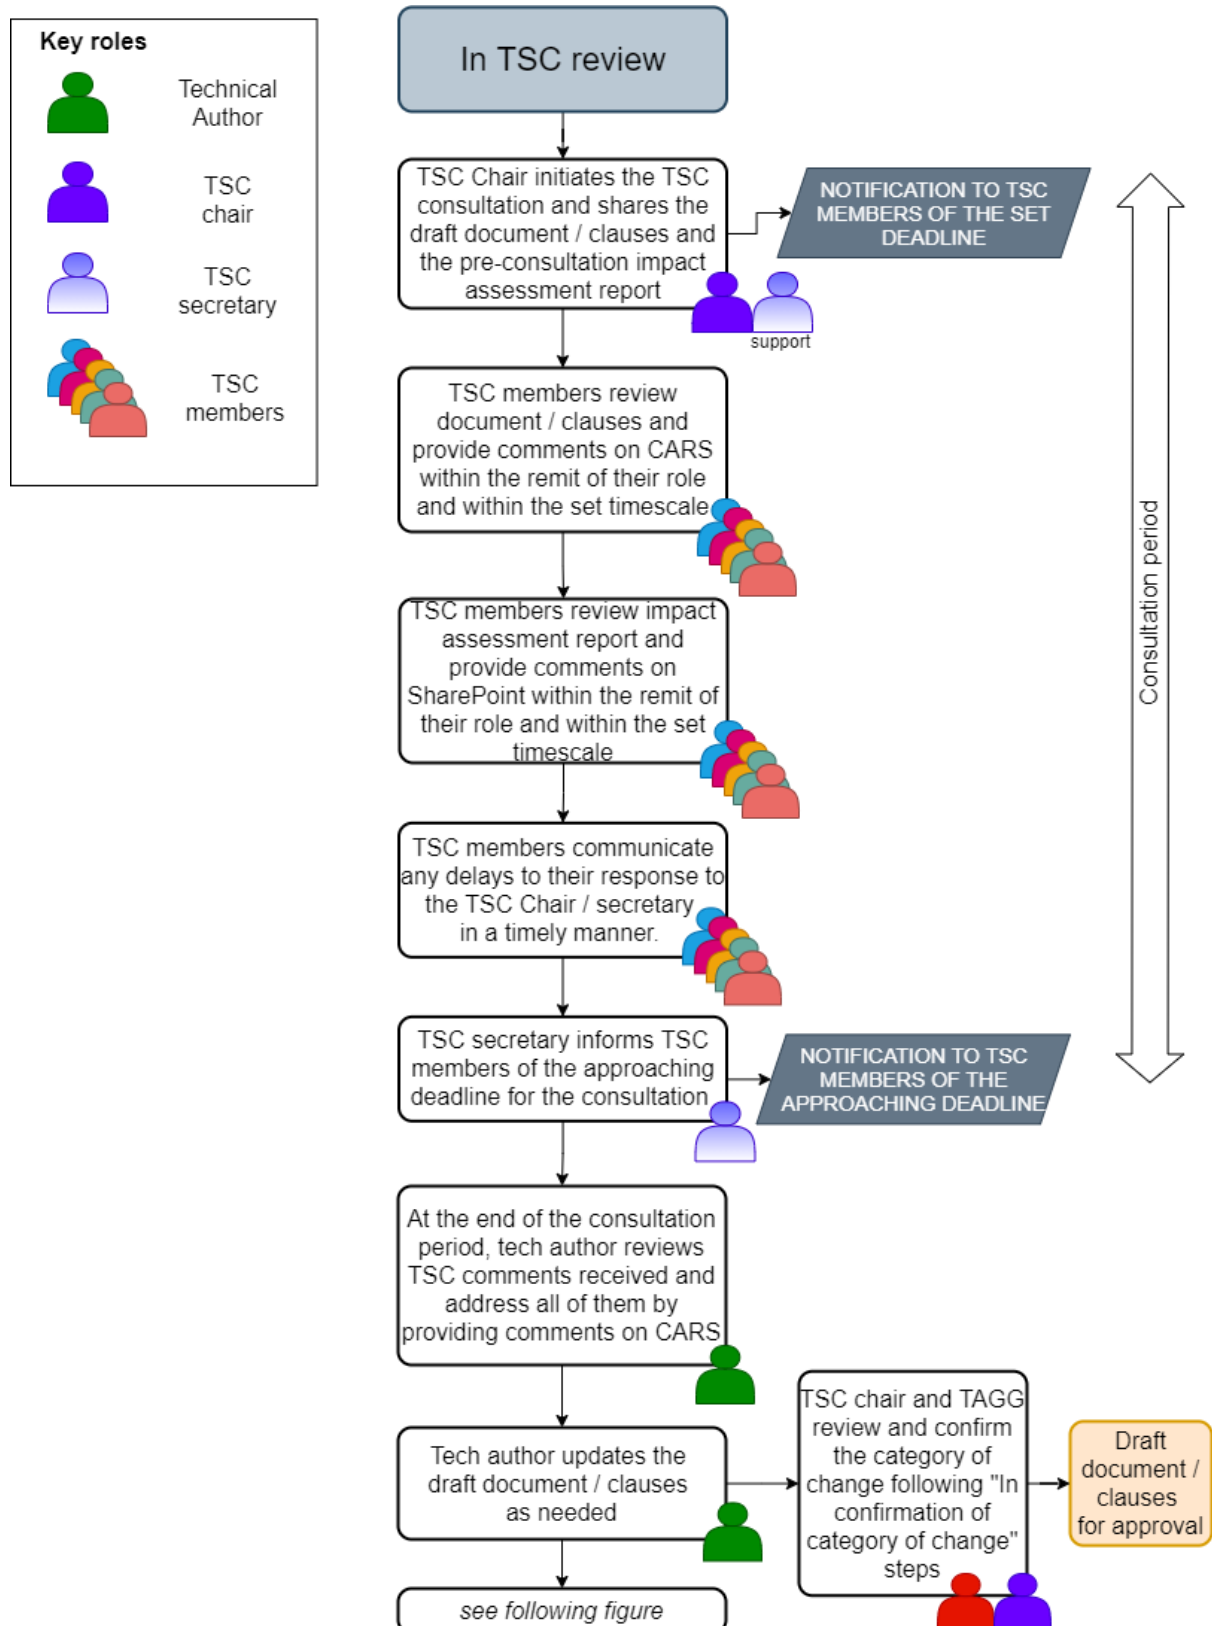 Key roles
Technical
Author
TSC
chair
TSC
secretary
TSC
members
In TSC review
TSC Chair initiates the TSC
consultation and shares the
draft document / clauses and
the pre-consultation impact
assessment report
support
NOTIFICATION TO TSC
MEMBERS OF THE SET
DEADLINE
TSC members review
document / clauses and
provide comments on CARS
within the remit of their role
and within the set timescale
TSC members review impact
assessment report and
provide comments on
SharePoint within the remit of
their role and within the set
timescale
TSC members communicate
any delays to their response to
the TSC Chair / secretary
in a timely manner.
TSC secretary informs TSC
members of the approaching
deadline for the consultation
NOTIFICATION TO TSC
MEMBERS OF THE
APPROACHING DEADLINE
Consultation period
At the end of the consultation
period, tech author reviews
TSC comments received and
address all of them by
providing comments on CARS
Tech author updates the
draft document / clauses
as needed
TSC chair and TAGG
review and confirm
the category of
change following "In
confirmation of
category of change"
steps
Draft
document /
clauses
for approval
see following figure